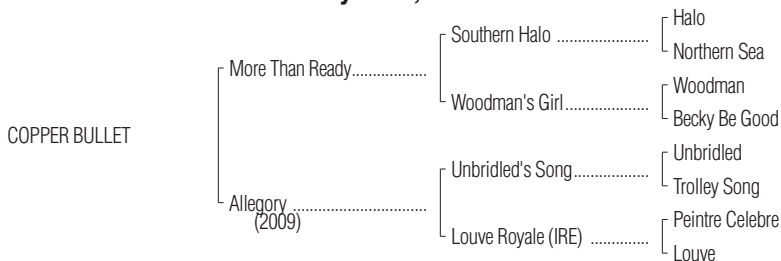 Halo
Southern Halo ......................
Northern Sea
More Than Ready..................
Woodman
Woodman's Girl....................
Becky Be Good
COPPER BULLET
Unbridled
Unbridled's Song..................
Trolley Song
Allegory ................................
(2009)
Peintre Celebre
Louve Royale (IRE) ..............
Louve